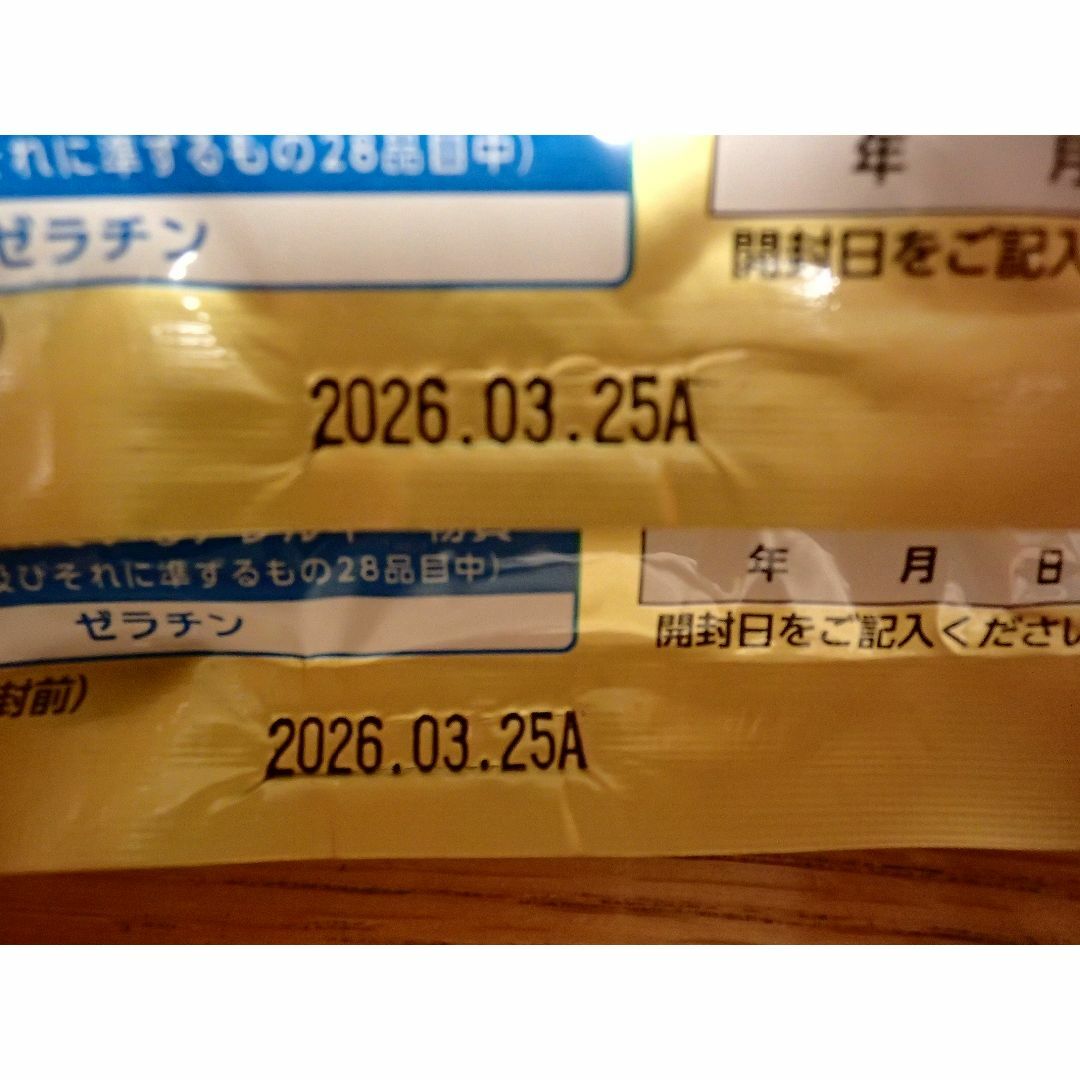 それに準ずるもの28品目中)
ゼラチン
年 月
開封日をご記入
2026.03.25A
及びそれに準ずるもの28品目中)
ゼラチン
年 月 日
開封日をご記入ください
封前)
2026.03.25A